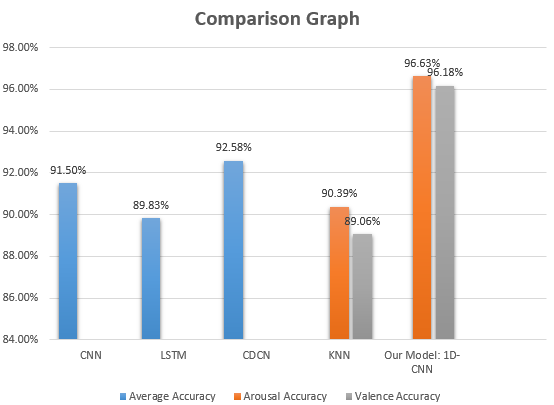 Comparison Graph
98.00%
96.00%
94.00%
92.00%
90.00%
88.00%
86.00%
84.00%
91.50%
89.83%
92.58%
90.39%
89.06%
96.63%
96.18%
CNN
LSTM
CDCN
KNN
Our Model: 1D-
CNN
Average Accuracy
Arousal Accuracy
Valence Accuracy